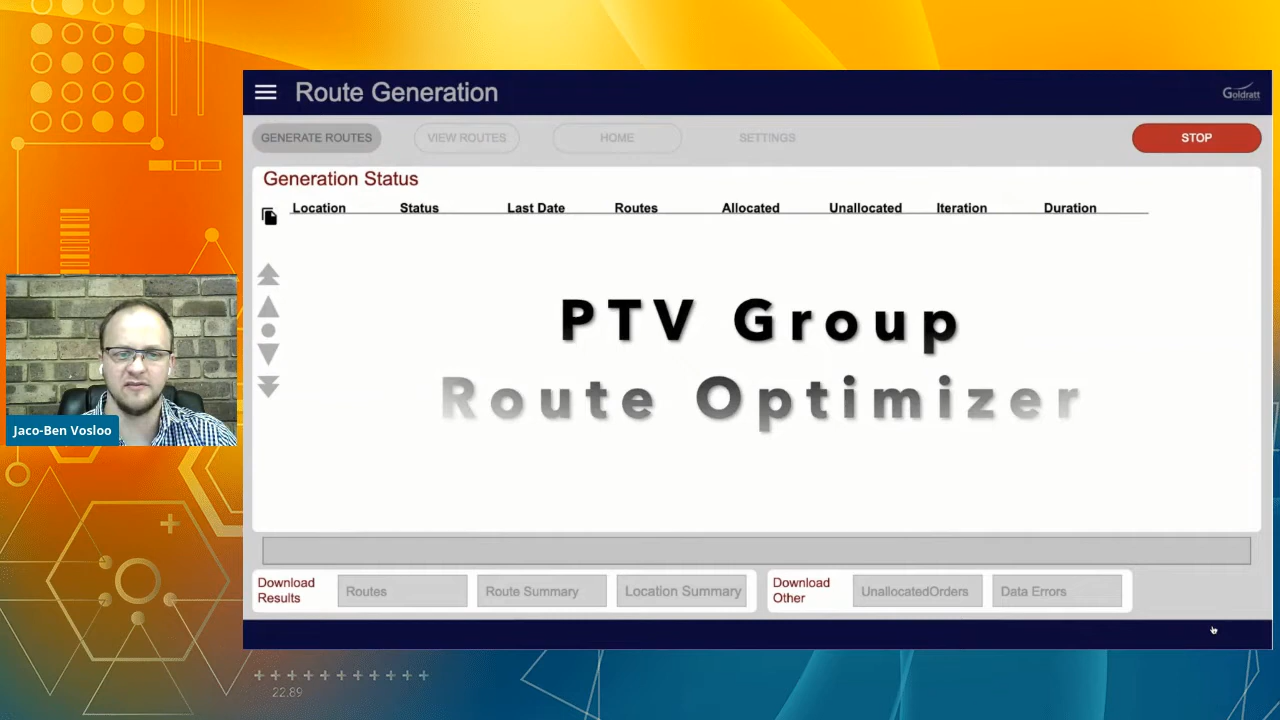 Route Generation
Goldratt
GENERATE ROUTES
VIEW ROUTES
HOME
SETTINGS
STOP
Generation Status
Location Status Last Date Routes Allocated Unallocated Iteration Duration
PTV Group
Route Optimizer
Jaco-Ben Vosloo
Download
Results
Routes
Route Summary
Location Summary
Download
Other
UnallocatedOrders
Data Errors
22,89